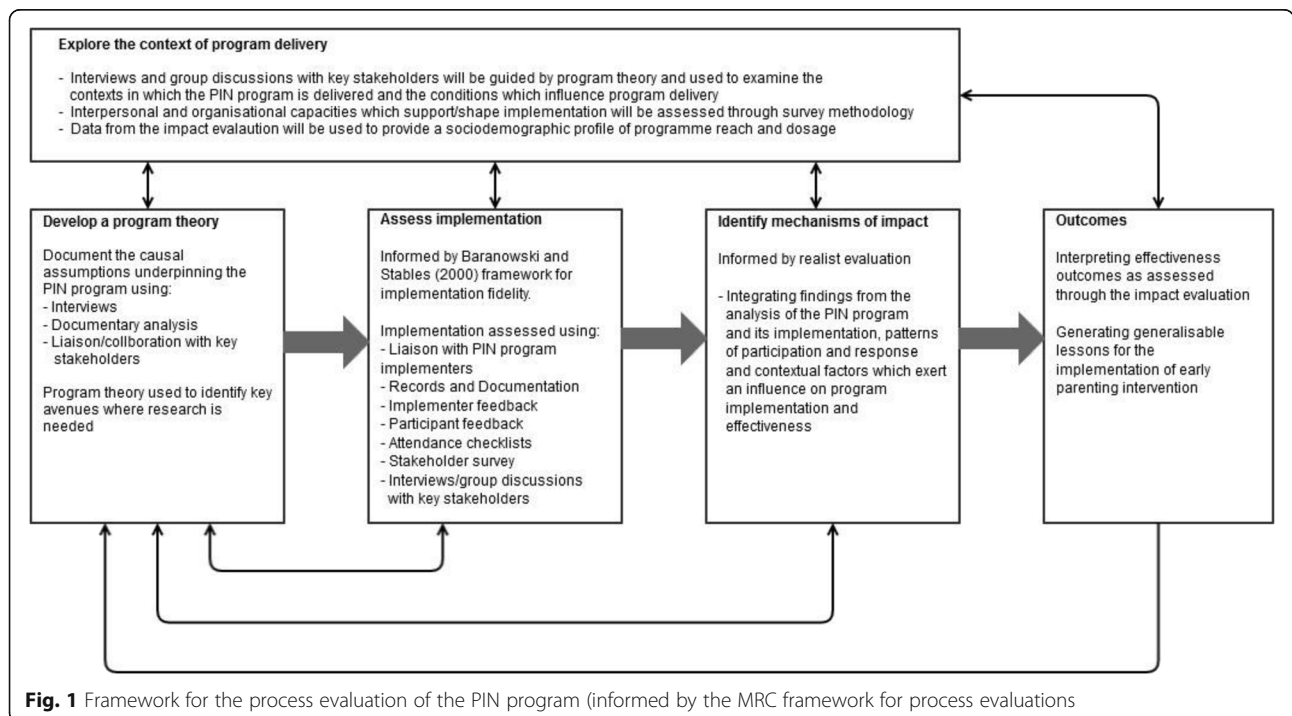 Explore the context of program delivery
- Interviews and group discussions with key stakeholders will be guided by program theory and used to examine the
contexts in which the PIN program is delivered and the conditions which influence program delivery
- Interpersonal and organisational capacities which support/shape implementation will be assessed through survey methodology
- Data from the impact evalaution will be used to provide a sociodemographic profile of programme reach and dosage
Develop a program theory
Document the causal
assumptions underpinning the
PIN program using:
- Interviews
- Documentary analysis
- Liaison/collboration with key
stakeholders
Program theory used to identify key
avenues where research is
needed
Assess implementation
Informed by Baranowski and
Stables (2000) framework for
implementation fidelity.
Implementation assessed using:
- Liaison with PIN program
implementers
- Records and Documentation
- Implementer feedback
- Participant feedback
- Attendance checklists
- Stakeholder survey
- Interviews/group discussions
with key stakeholders
Identify mechanisms of impact
Informed by realist evaluation
- Integrating findings from the
analysis of the PIN program
and its implementation, patterns
of participation and response
and contextual factors which exert
an influence on program
implementation and
effectiveness
Outcomes
Interpreting effectiveness
outcomes as assessed
through the impact evaluation
Generating generalisable
lessons for the
implementation of early
parenting intervention
Fig. 1 Framework for the process evaluation of the PIN program (informed by the MRC framework for process evaluations